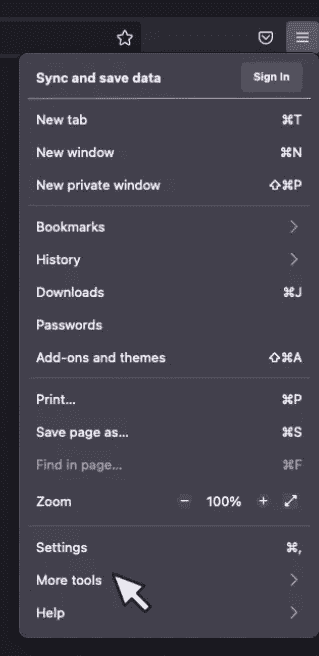 Sync and save data Sign In
New tab ⌘T
New window ⌘N
New private window ⇧⌘P
Bookmarks
History
Downloads ⌘J
Passwords
Add-ons and themes ⇧⌘A
Print... ⌘P
Save page as... ⌘S
Find in page... ⌘F
Zoom − 100% +
Settings ⌘,
More tools
Help